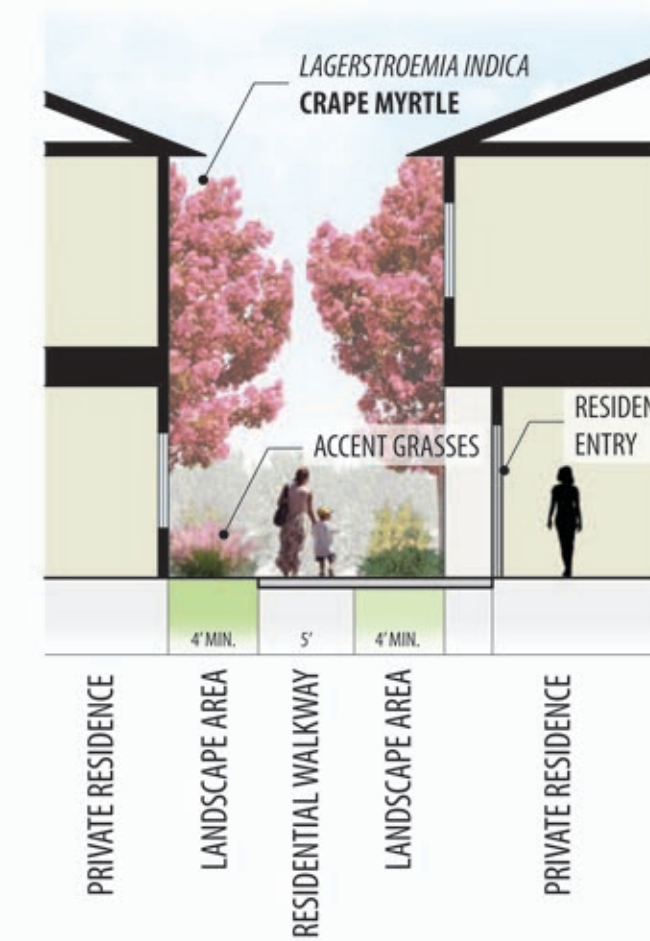 LAGERSTROEMIA INDICA
CRAPE MYRTLE
ACCENT GRASSES
ENTRY
4' MIN.
5'
4' MIN.
PRIVATE RESIDENCE
LANDSCAPE AREA
RESIDENTIAL WALKWAY
LANDSCAPE AREA
PRIVATE RESIDENCE